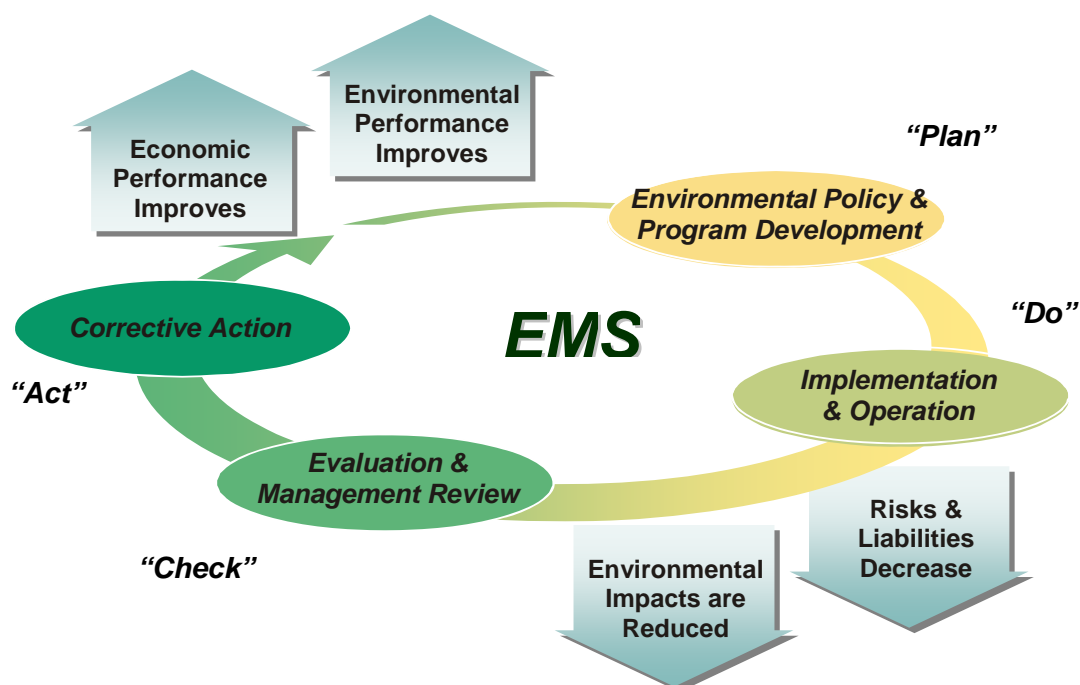 Environmental
Performance
Improves
Economic
Performance
Improves
“Plan”
Environmental Policy &
Program Development
“Do”
EMS
Corrective Action
“Act”
Implementation
& Operation
Evaluation &
Management Review
“Check”
Risks &
Liabilities
Decrease
Environmental
Impacts are
Reduced